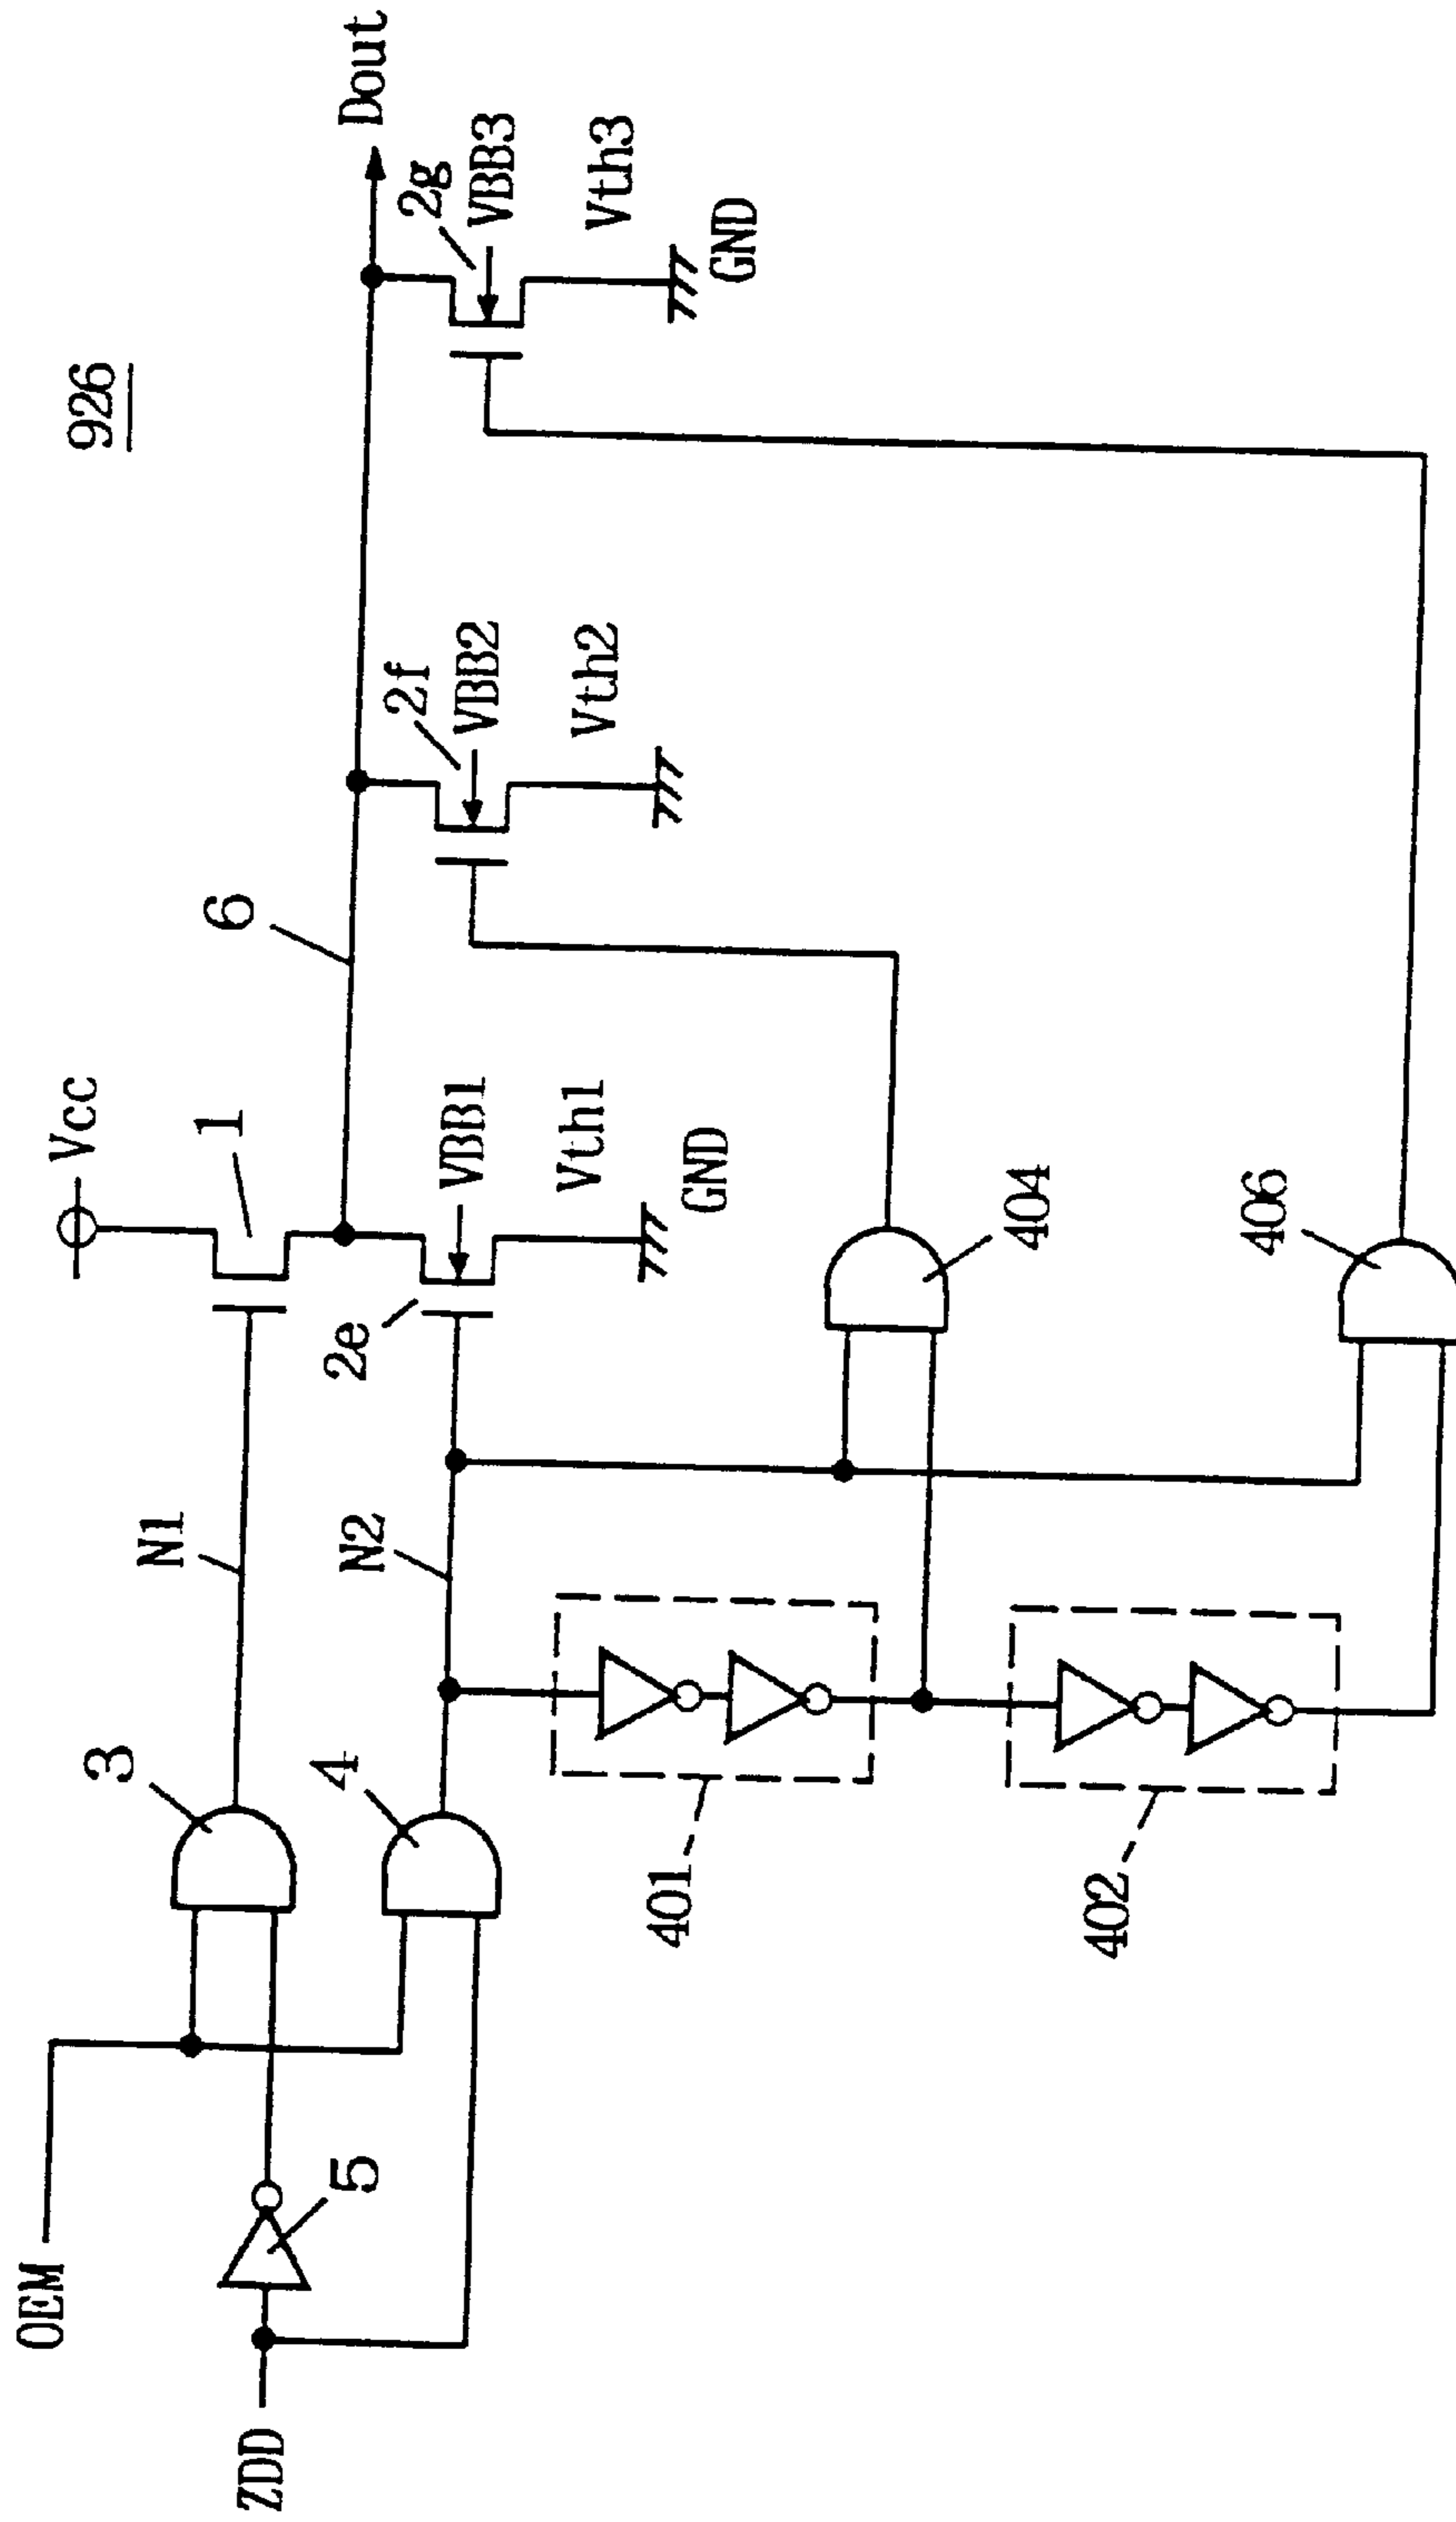 926
Vcc
1
6
Dout
OEM
3
N1
2e
VBB1
Vth1
GND
2f
VBB2
Vth2
2g
VBB3
Vth3
GND
ZDD
5
4
N2
401
404
402
406